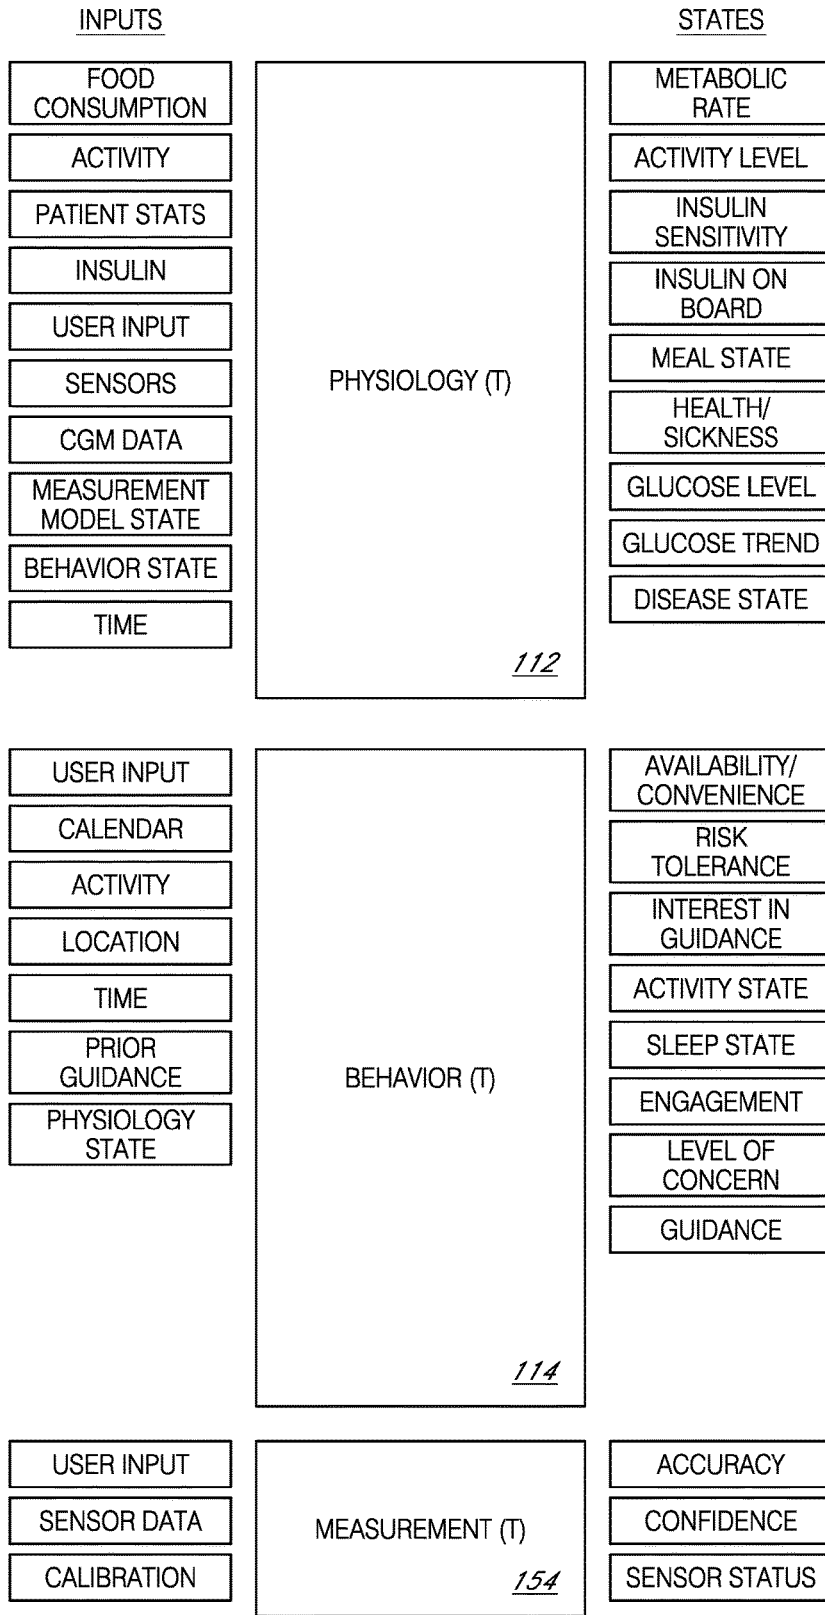 INPUTS
STATES
FOOD
CONSUMPTION
ACTIVITY
PATIENT STATS
INSULIN
USER INPUT
SENSORS
CGM DATA
MEASUREMENT
MODEL STATE
BEHAVIOR STATE
TIME
PHYSIOLOGY (T)
112
METABOLIC
RATE
ACTIVITY LEVEL
INSULIN
SENSITIVITY
INSULIN ON
BOARD
MEAL STATE
HEALTH/
SICKNESS
GLUCOSE LEVEL
GLUCOSE TREND
DISEASE STATE
USER INPUT
CALENDAR
ACTIVITY
LOCATION
TIME
PRIOR
GUIDANCE
PHYSIOLOGY
STATE
BEHAVIOR (T)
114
AVAILABILITY/
CONVENIENCE
RISK
TOLERANCE
INTEREST IN
GUIDANCE
ACTIVITY STATE
SLEEP STATE
ENGAGEMENT
LEVEL OF
CONCERN
GUIDANCE
USER INPUT
SENSOR DATA
CALIBRATION
MEASUREMENT (T)
154
ACCURACY
CONFIDENCE
SENSOR STATUS